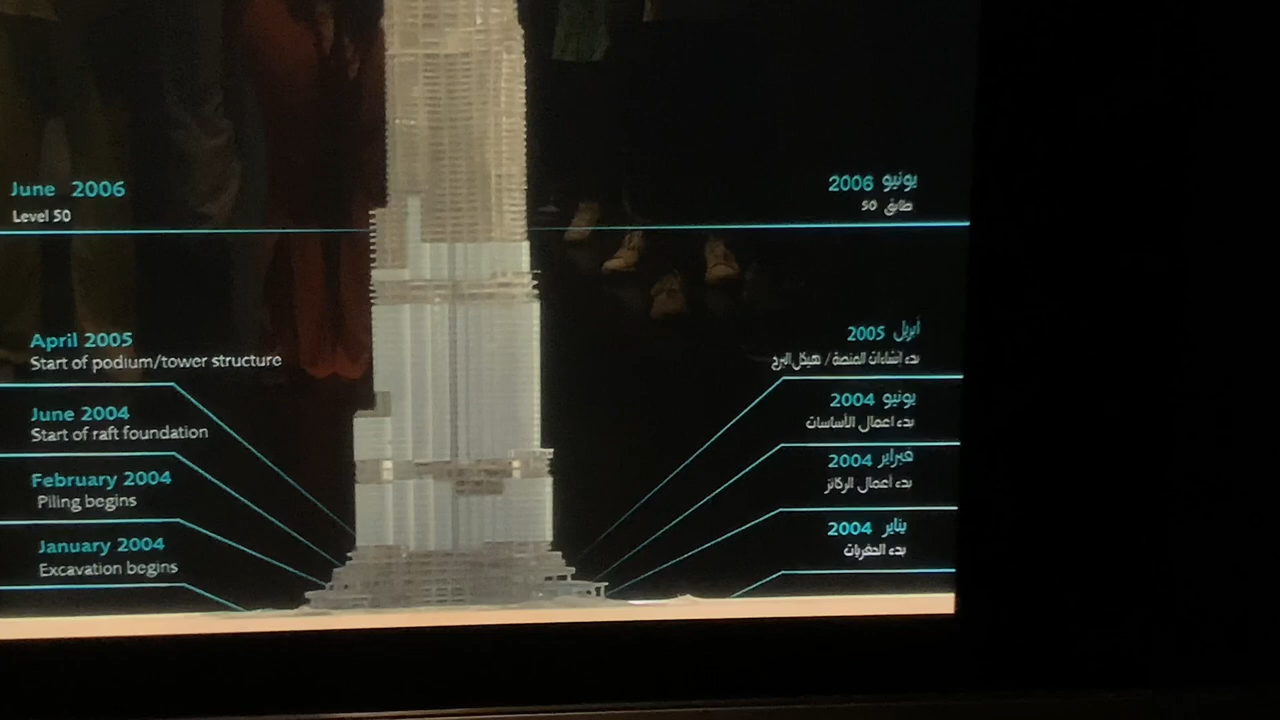 June 2006
Level 50
April 2005
Start of podium/tower structure
June 2004
Start of raft foundation
February 2004
Piling begins
January 2004
Excavation begins
يونيو 2006
طابق 50
أبريل 2005
بدء إنشاءات المنصة / هيكل البرج
يونيو 2004
بدء اعمال الأساسات
فبراير 2004
بدء أعمال الركائز
يناير 2004
بدء الحفريات